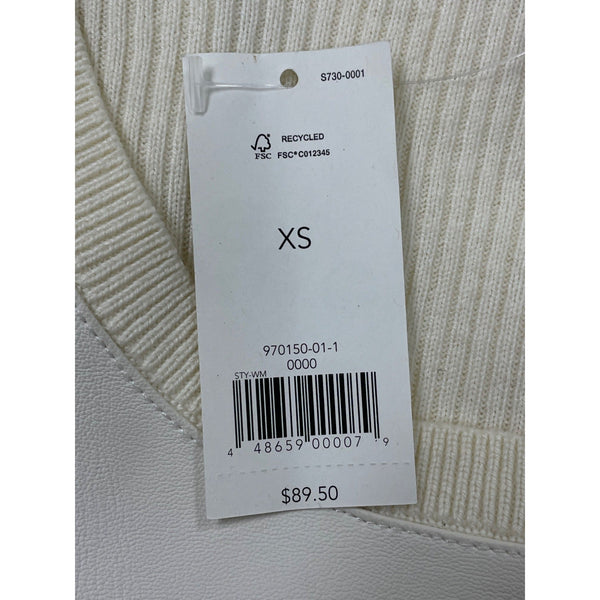 S730-0001
RECYCLED
FSC FSC®C012345
XS
970150-01-1
0000
STY-WM
4 48659 00007 9
$89.50